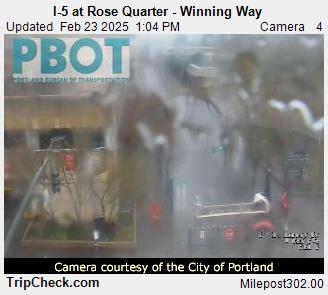 I-5 at Rose Quarter - Winning Way
Updated Feb 23 2025 1:04 PM Camera 4
PBOT
PORTLAND BUREAU OF TRANSPORTATION
Camera courtesy of the City of Portland
TripCheck.com Milepost302.00